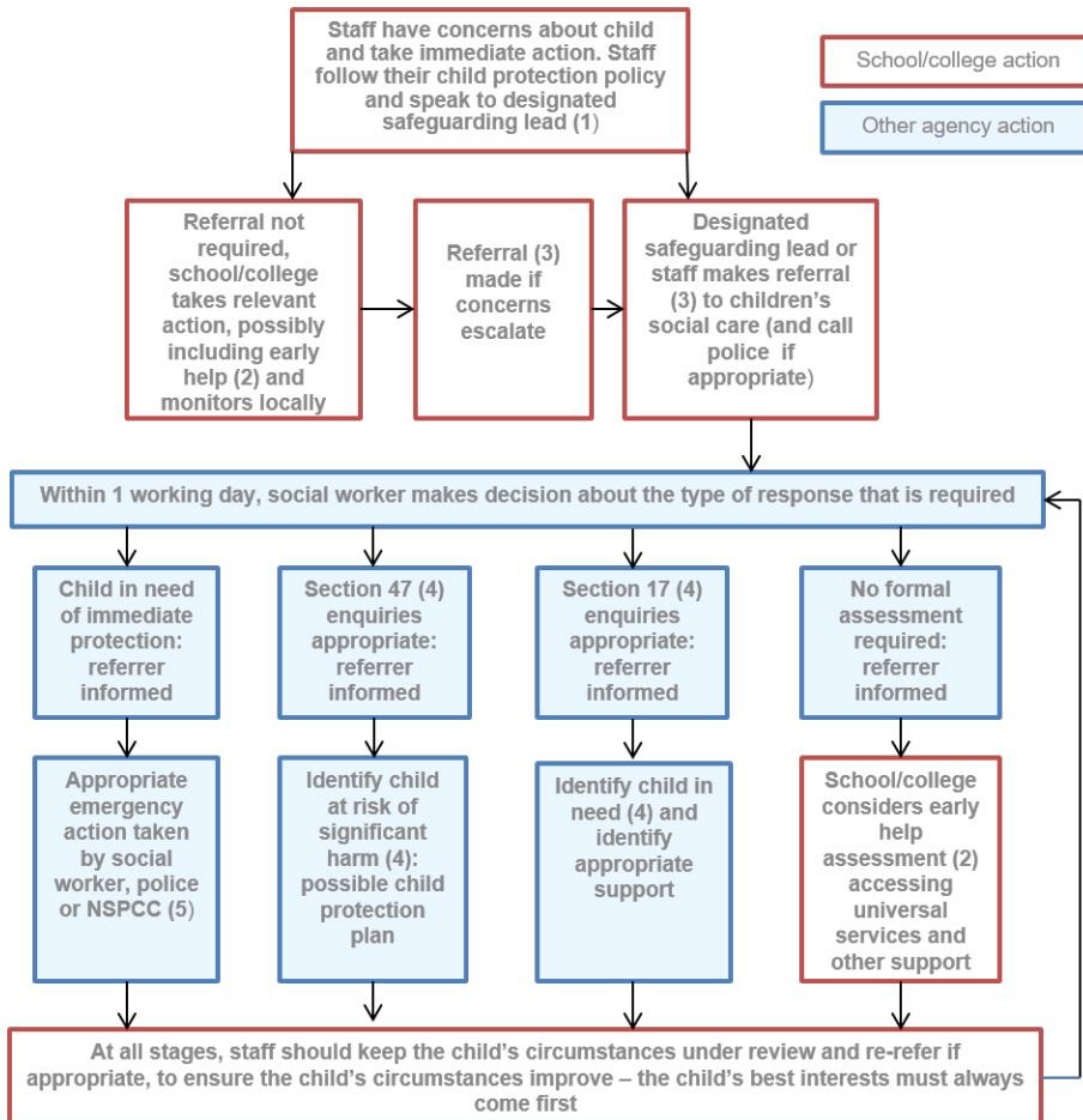 Staff have concerns about child
and take immediate action. Staff
follow their child protection policy
and speak to designated
safeguarding lead (1)
School/college action
Other agency action
Referral not
required,
school/college
takes relevant
action, possibly
including early
help (2) and
monitors locally
Referral (3)
made if
concerns
escalate
Designated
safeguarding lead or
staff makes referral
(3) to children’s
social care (and call
police if
appropriate)
Within 1 working day, social worker makes decision about the type of response that is required
Child in need
of immediate
protection:
referrer
informed
Section 47 (4)
enquiries
appropriate:
referrer
informed
Section 17 (4)
enquiries
appropriate:
referrer
informed
No formal
assessment
required:
referrer
informed
Appropriate
emergency
action taken
by social
worker, police
or NSPCC (5)
Identify child
at risk of
significant
harm (4):
possible child
protection
plan
Identify child in
need (4) and
identify
appropriate
support
School/college
considers early
help
assessment (2)
accessing
universal
services and
other support
At all stages, staff should keep the child’s circumstances under review and re-refer if
appropriate, to ensure the child’s circumstances improve – the child’s best interests must always
come first